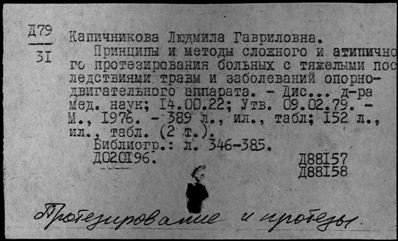 Д79
31
Капичникова Людмила Гавриловна.
Принципы и методы сложного и атипично
го протезирования больных с тяжелыми пос
ледствиями травм и заболеваний опорно-
двигательного аппарата. - Дис... д-ра
мед. наук; 14.00.22; Утв. 09.02.79. -
М., 1976. - 389 л., ил., табл; 152 л.,
ил., табл. (2 т.).
Библиогр.: л. 346-385.
Д020196. Д88157
Д88158
Протезирование и протезы.